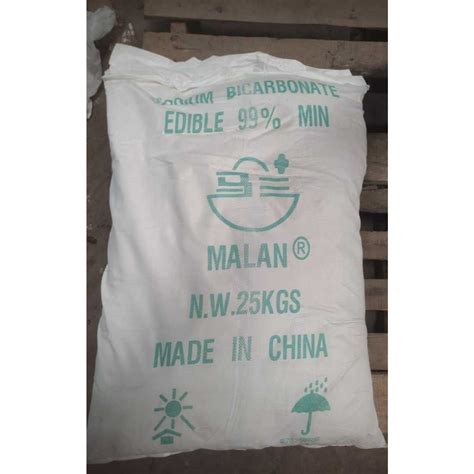 BICARBONATE
EDIBLE 99% MIN
MALAN®
N.W.25KGS
MADE IN CHINA